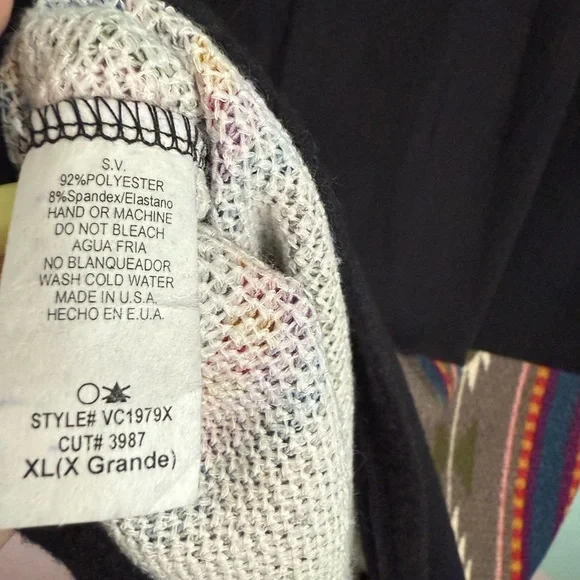 S.V.
92%POLYESTER
8%Spandex/Elastano
HAND OR MACHINE
DO NOT BLEACH
AGUA FRIA
NO BLANQUEADOR
WASH COLD WATER
MADE IN U.S.A.
HECHO EN E.U.A.
STYLE# VC1979X
CUT# 3987
XL(X Grande)